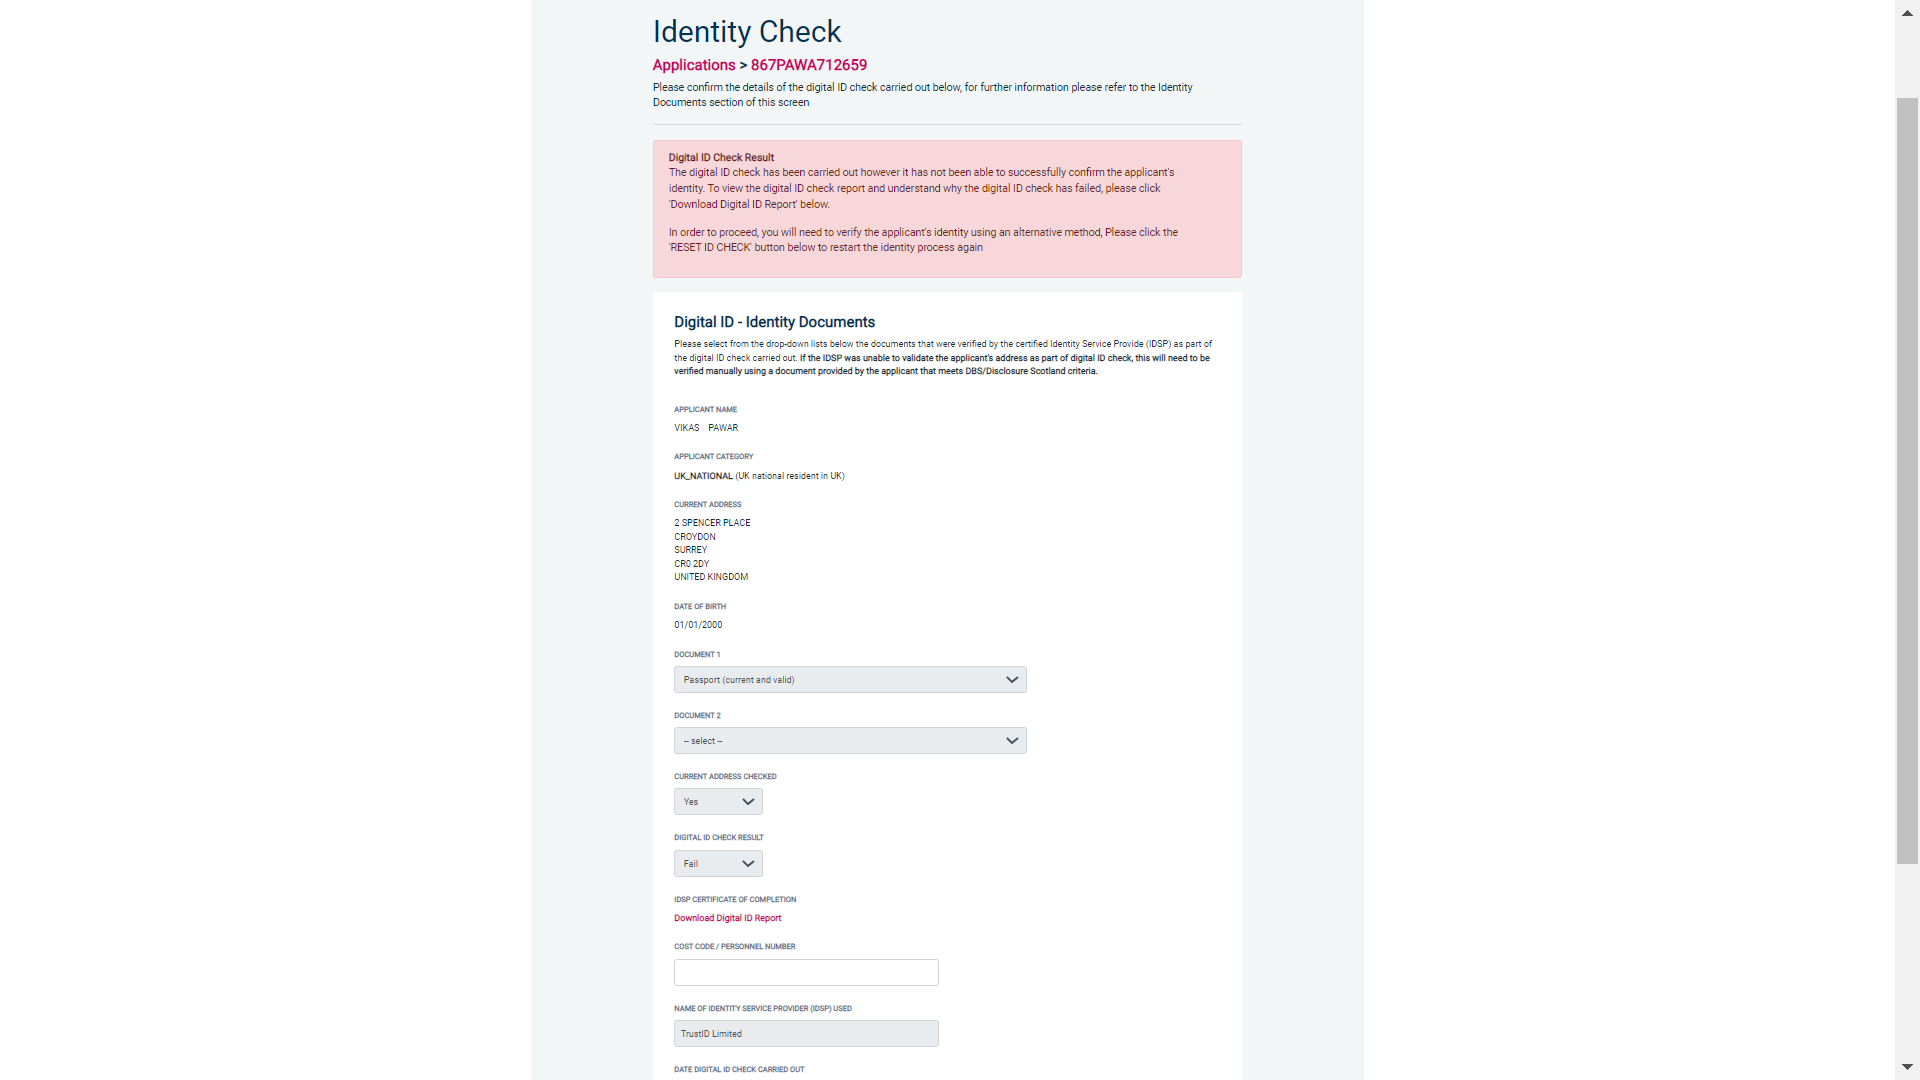 Identity Check
Applications > 867PAWA712659
Please confirm the details of the digital ID check carried out below, for further information please refer to the Identity
Documents section of this screen
Digital ID Check Result
The digital ID check has been carried out however it has not been able to successfully confirm the applicant's
identity. To view the digital ID check report and understand why the digital ID check has failed, please click
'Download Digital ID Report' below.
In order to proceed, you will need to verify the applicant's identity using an alternative method, Please click the
'RESET ID CHECK' button below to restart the identity process again
Digital ID - Identity Documents
Please select from the drop-down lists below the documents that were verified by the certified Identity Service Provide (IDSP) as part of
the digital ID check carried out. If the IDSP was unable to validate the applicant's address as part of digital ID check, this will need to be
verified manually using a document provided by the applicant that meets DBS/Disclosure Scotland criteria.
APPLICANT NAME
VIKAS PAWAR
APPLICANT CATEGORY
UK_NATIONAL (UK national resident in UK)
CURRENT ADDRESS
2 SPENCER PLACE
CROYDON
SURREY
CR0 2DY
UNITED KINGDOM
DATE OF BIRTH
01/01/2000
DOCUMENT 1
Passport (current and valid)
DOCUMENT 2
-- select --
CURRENT ADDRESS CHECKED
Yes
DIGITAL ID CHECK RESULT
Fail
IDSP CERTIFICATE OF COMPLETION
Download Digital ID Report
COST CODE / PERSONNEL NUMBER
NAME OF IDENTITY SERVICE PROVIDER (IDSP) USED
TrustID Limited
DATE DIGITAL ID CHECK CARRIED OUT